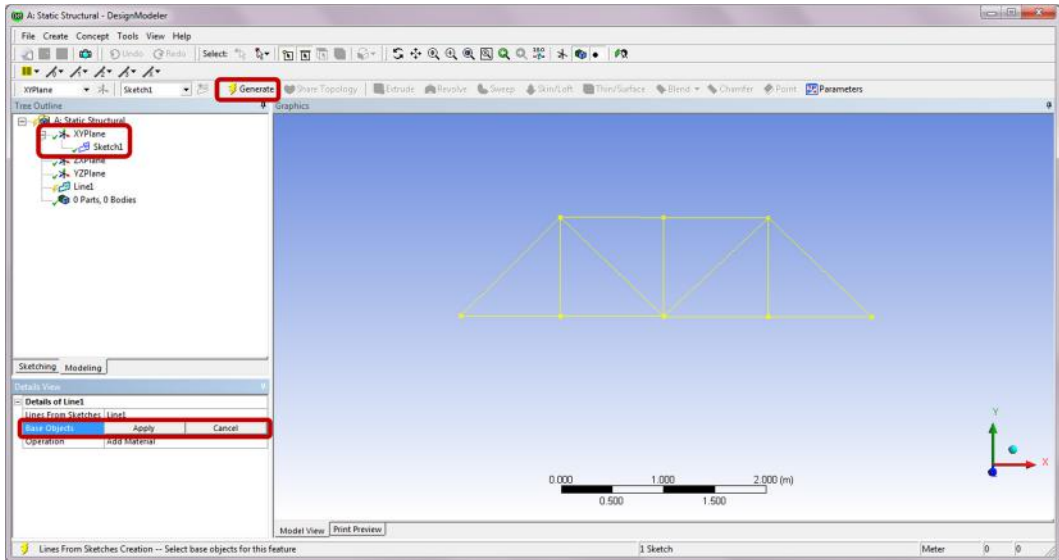 A: Static Structural - DesignModeler
File Create Concept Tools View Help
Undo Redo Select:
XYPlane Sketch1 Generate Share Topology Extrude Revolve Sweep Skin/Loft Thin/Surface Blend Chamfer Point Parameters
Tree Outline
Graphics
A: Static Structural
XYPlane
Sketch1
ZXPlane
YZPlane
Line1
0 Parts, 0 Bodies
Sketching Modeling
Details View
Details of Line1
Lines From Sketches Line1
Base Objects Apply Cancel
Operation Add Material
Y
X
0.000 1.000 2.000 (m)
0.500 1.500
Model View Print Preview
Lines From Sketches Creation -- Select base objects for this feature 1 Sketch Meter 0 0